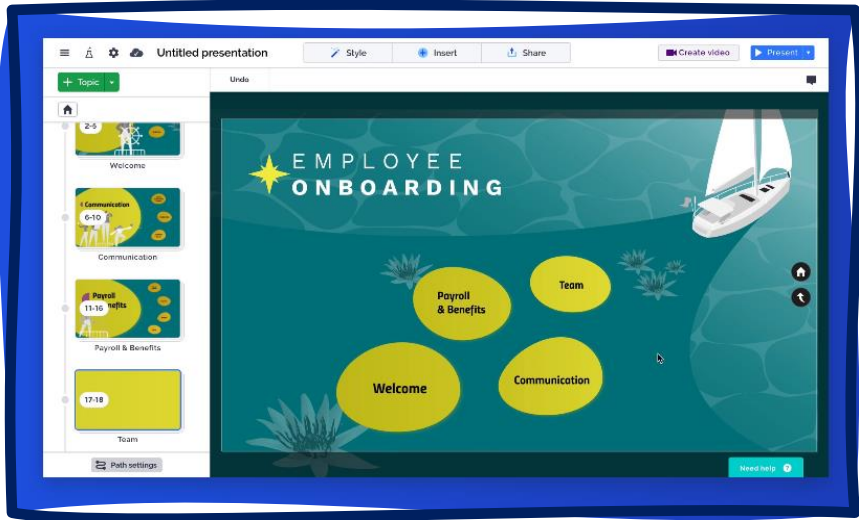 Untitled presentation
Style
Insert
Share
Create video
Present
+ Topic
Undo
2-5
Welcome
Communication
6-10
Communication
Payroll
11-16
Payroll & Benefits
17-18
Team
Path settings
EMPLOYEE
ONBOARDING
Payroll
& Benefits
Team
Welcome
Communication
Need help ?